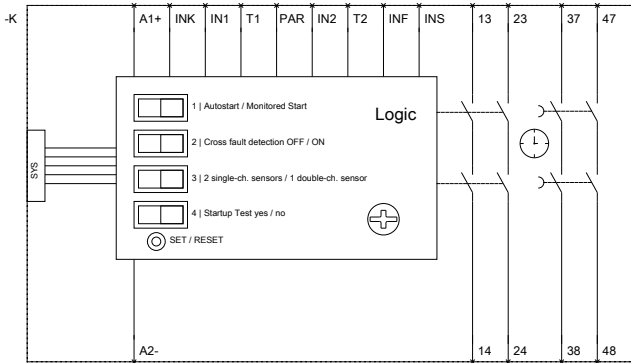 -K
A1+ INK IN1 T1 PAR IN2 T2 INF INS 13 23 37 47
1 | Autostart / Monitored Start
Logic
2 | Cross fault detection OFF / ON
SYS
3 | 2 single-ch. sensors / 1 double-ch. sensor
4 | Startup Test yes / no
SET / RESET
A2- 14 24 38 48